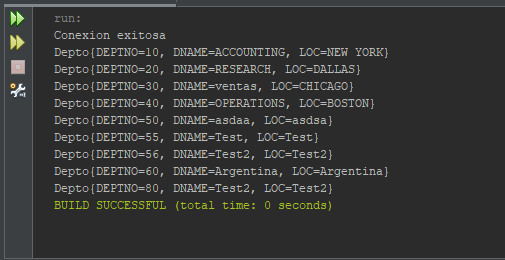 run:
Conexion exitosa
Depto{DEPTNO=10, DNAME=ACCOUNTING, LOC=NEW YORK}
Depto{DEPTNO=20, DNAME=RESEARCH, LOC=DALLAS}
Depto{DEPTNO=30, DNAME=ventas, LOC=CHICAGO}
Depto{DEPTNO=40, DNAME=OPERATIONS, LOC=BOSTON}
Depto{DEPTNO=50, DNAME=asdaa, LOC=asdsa}
Depto{DEPTNO=55, DNAME=Test, LOC=Test}
Depto{DEPTNO=56, DNAME=Test2, LOC=Test2}
Depto{DEPTNO=60, DNAME=Argentina, LOC=Argentina}
Depto{DEPTNO=80, DNAME=Test2, LOC=Test2}
BUILD SUCCESSFUL (total time: 0 seconds)